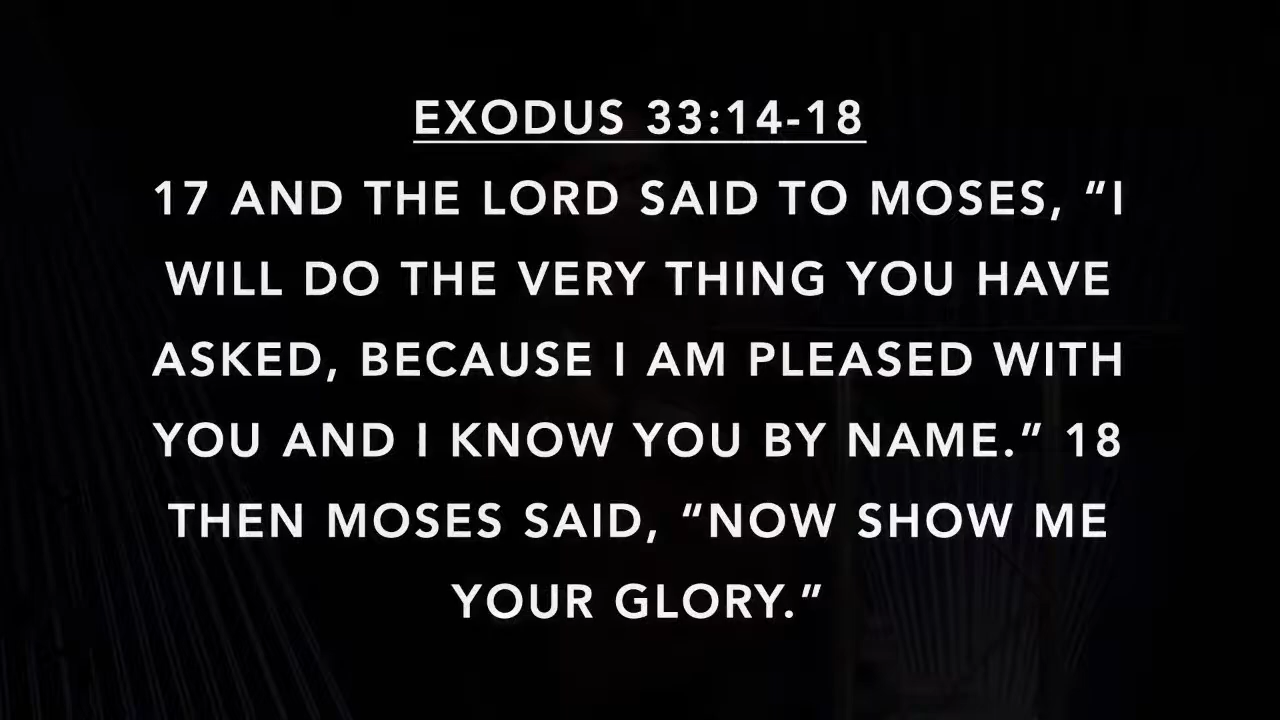 EXODUS 33:14-18
17 AND THE LORD SAID TO MOSES, “I
WILL DO THE VERY THING YOU HAVE
ASKED, BECAUSE I AM PLEASED WITH
YOU AND I KNOW YOU BY NAME.” 18
THEN MOSES SAID, “NOW SHOW ME
YOUR GLORY.”